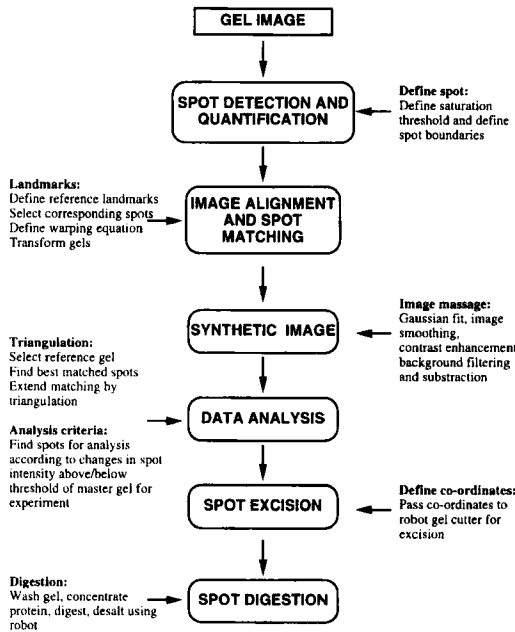 GEL IMAGE
SPOT DETECTION AND
QUANTIFICATION
Define spot:
Define saturation
threshold and define
spot boundaries
Landmarks:
Define reference landmarks
Select corresponding spots
Define warping equation
Transform gels
IMAGE ALIGNMENT
AND SPOT
MATCHING
SYNTHETIC IMAGE
Image massage:
Gaussian fit, image
smoothing,
contrast enhancement
background filtering
and substraction
Triangulation:
Select reference gel
Find best matched spots
Extend matching by
triangulation
DATA ANALYSIS
Analysis criteria:
Find spots for analysis
according to changes in spot
intensity above/below
threshold of master gel for
experiment
SPOT EXCISION
Define co-ordinates:
Pass co-ordinates to
robot gel cutter for
excision
Digestion:
Wash gel, concentrate
protein, digest, desalt using
robot
SPOT DIGESTION